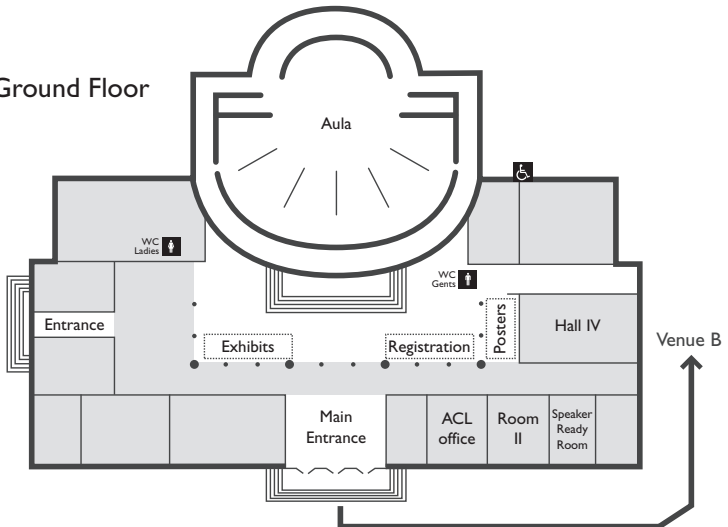 Ground Floor
Aula
WC
Ladies
WC
Gents
Entrance
Exhibits
Registration
Posters
Hall IV
Venue B
Main
Entrance
ACL
office
Room
II
Speaker
Ready
Room